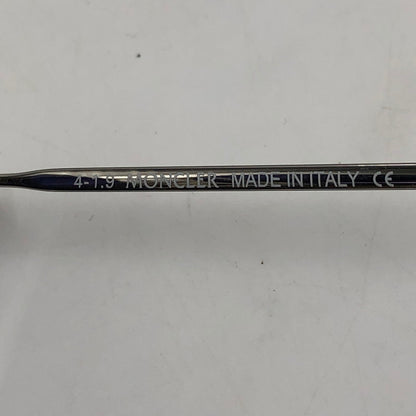 4-1.9 MONCLER MADE IN ITALY CE